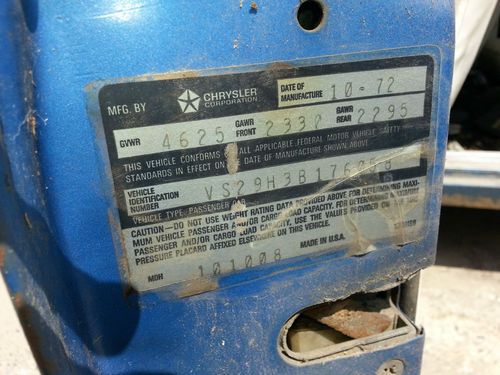 MFG. BY CHRYSLER CORPORATION DATE OF MANUFACTURE 10-72
GVWR 4625 GAWR FRONT 2330 GAWR REAR 2295
THIS VEHICLE CONFORMS TO ALL APPLICABLE FEDERAL MOTOR VEHICLE SAFETY
STANDARDS IN EFFECT ON THE DATE OF MANUFACTURE SHOWN ABOVE.
VEHICLE IDENTIFICATION NUMBER VS29H3B176
VEHICLE TYPE: PASSENGER CAR
CAUTION—DO NOT USE WEIGHT RATING DATA PROVIDED ABOVE FOR DETERMINING MAXI-
MUM VEHICLE PASSENGER AND/OR CARGO LOAD CAPACITY. USE THE VALUES PROVIDED
PASSENGER AND/OR CARGO LOAD CAPACITY FOR DETERMINING
PRESSURE PLACARD AFFIXED ELSEWHERE ON THIS VEHICLE.
MDH 101008 MADE IN U.S.A.